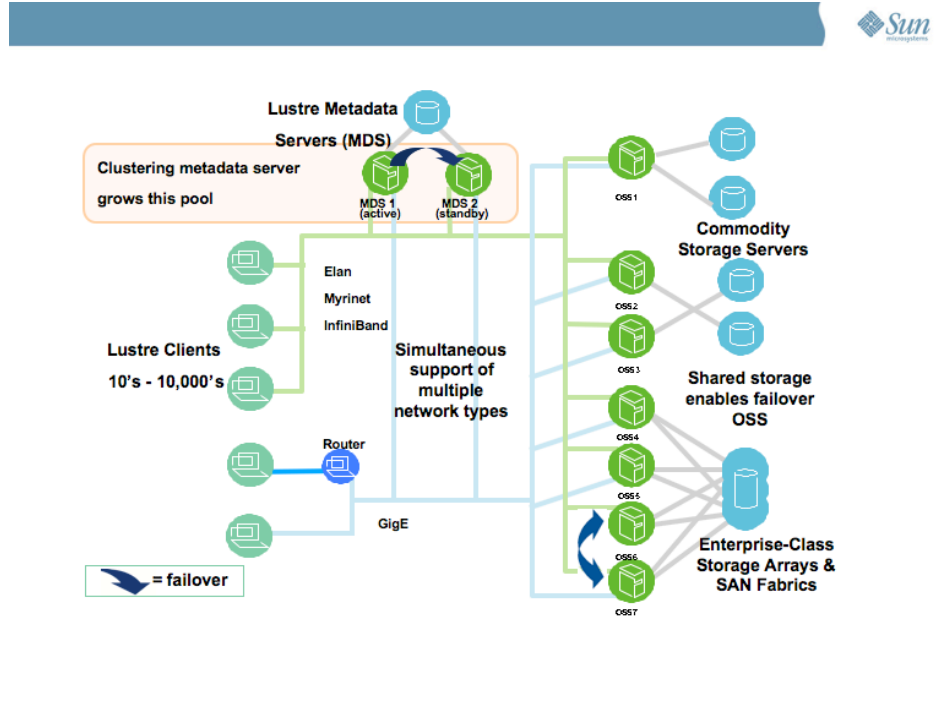 Sun
microsystems
Lustre Metadata
Servers (MDS)
Clustering metadata server
grows this pool
MDS 1
(active)
MDS 2
(standby)
OSS1
Commodity
Storage Servers
Elan
Myrinet
InfiniBand
OSS2
Lustre Clients
10's - 10,000's
Simultaneous
support of
multiple
network types
OSS3
Shared storage
enables failover
OSS
Router
OSS4
OSS5
GigE
OSS6
Enterprise-Class
Storage Arrays &
SAN Fabrics
= failover
OSS7